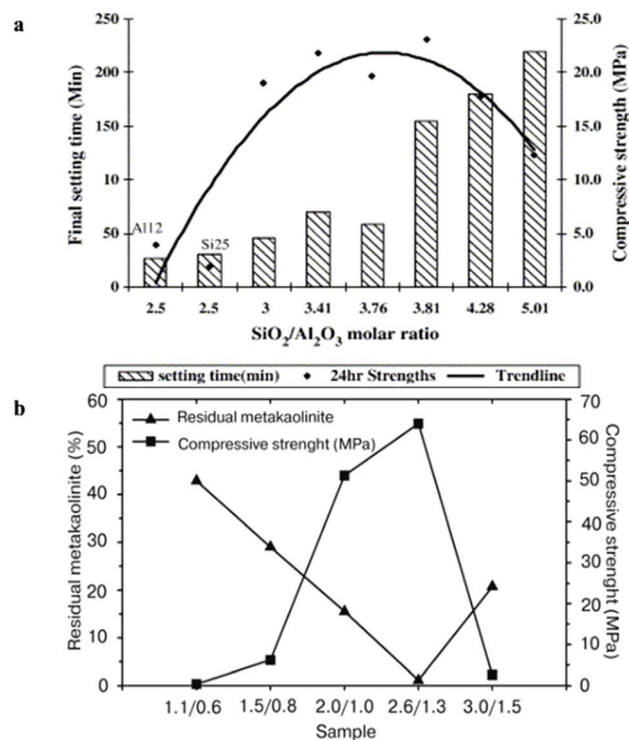 a
250
200
150
100
50
0
Final setting time (Min)
25.0
20.0
15.0
10.0
5.0
0.0
Compressive strength (MPa)
Al12
Si25
2.5 2.5 3 3.41 3.76 3.81 4.28 5.01
SiO₂/Al₂O₃ molar ratio
setting time(min) 24hr Strengths Trendline
b
60
50
40
30
20
10
0
Residual metakaolinite (%)
Residual metakaolinite
Compressive strenght (MPa)
70
60
50
40
30
20
10
0
Compressive strenght (MPa)
1.1/0.6 1.5/0.8 2.0/1.0 2.6/1.3 3.0/1.5
Sample